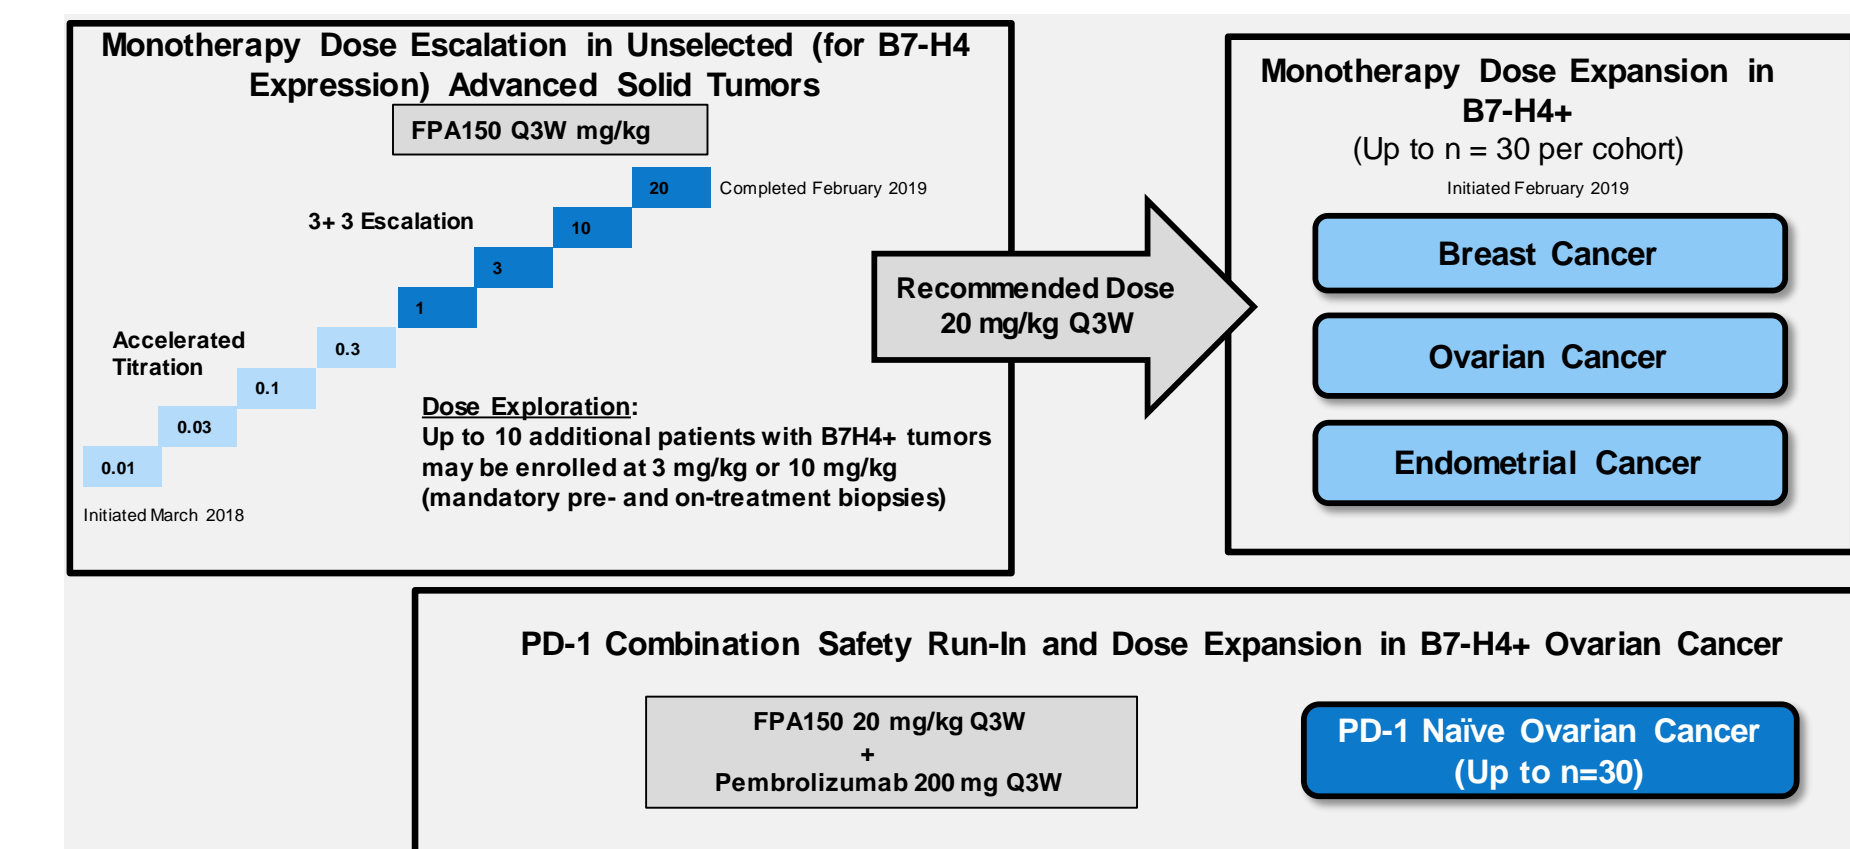 Monotherapy Dose Escalation in Unselected (for B7-H4
Expression) Advanced Solid Tumors
FPA150 Q3W mg/kg
20
Completed February 2019
3+ 3 Escalation
10
3
1
Accelerated
Titration
0.3
0.1
0.03
0.01
Initiated March 2018
Dose Exploration:
Up to 10 additional patients with B7H4+ tumors
may be enrolled at 3 mg/kg or 10 mg/kg
(mandatory pre- and on-treatment biopsies)
Recommended Dose
20 mg/kg Q3W
Monotherapy Dose Expansion in
B7-H4+
(Up to n = 30 per cohort)
Initiated February 2019
Breast Cancer
Ovarian Cancer
Endometrial Cancer
PD-1 Combination Safety Run-In and Dose Expansion in B7-H4+ Ovarian Cancer
FPA150 20 mg/kg Q3W
+
Pembrolizumab 200 mg Q3W
PD-1 Naïve Ovarian Cancer
(Up to n=30)